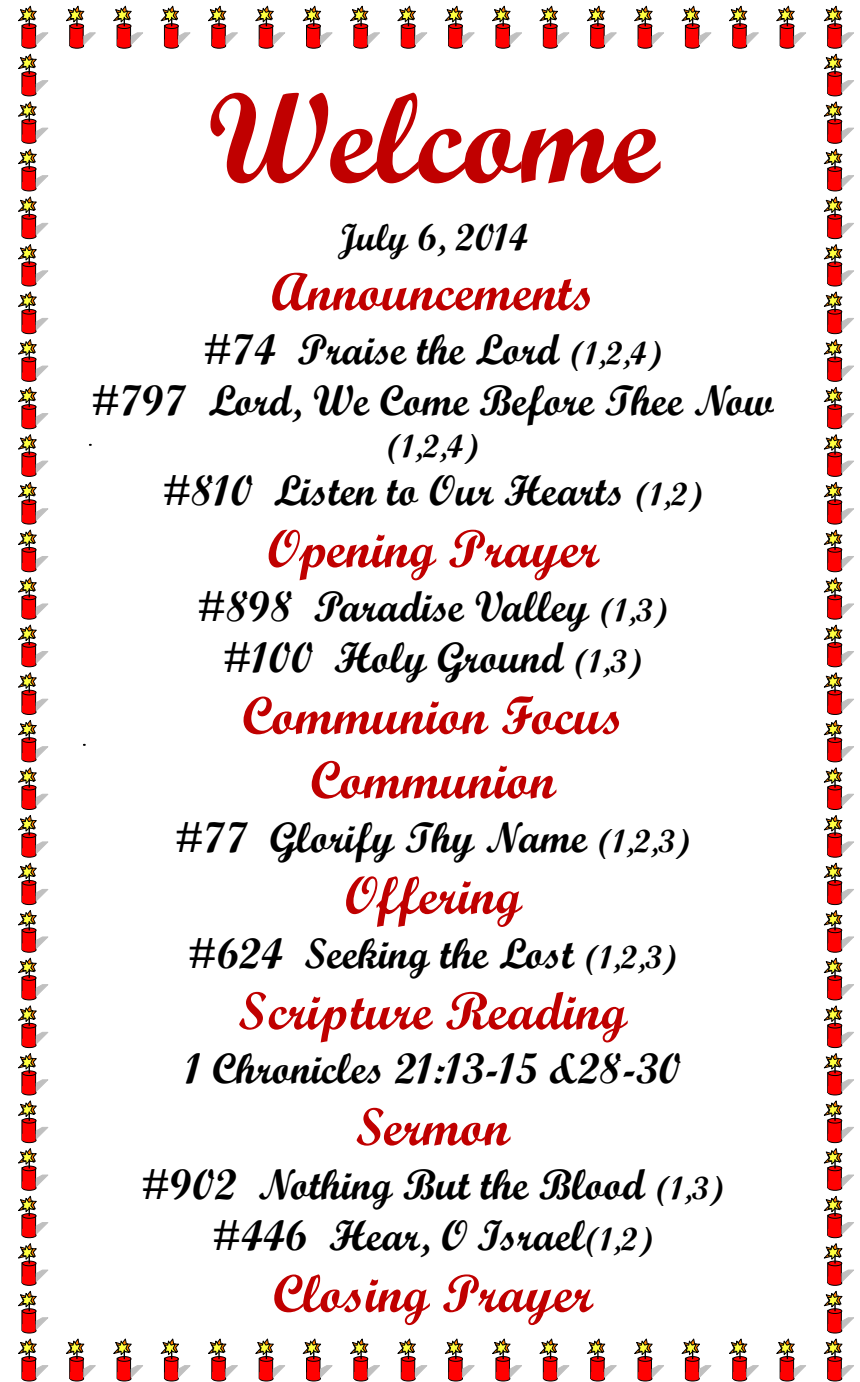 Welcome
July 6, 2014
Announcements
#74 Praise the Lord (1,2,4)
#797 Lord, We Come Before Thee Now
(1,2,4)
#810 Listen to Our Hearts (1,2)
Opening Prayer
#898 Paradise Valley (1,3)
#100 Holy Ground (1,3)
Communion Focus
Communion
#77 Glorify Thy Name (1,2,3)
Offering
#624 Seeking the Lost (1,2,3)
Scripture Reading
1 Chronicles 21:13-15 &28-30
Sermon
#902 Nothing But the Blood (1,3)
#446 Hear, O Israel(1,2)
Closing Prayer